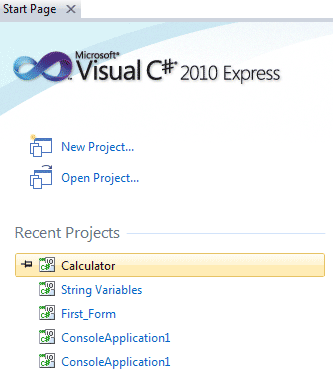 Start Page
Microsoft®
Visual C#® 2010 Express
New Project...
Open Project...
Recent Projects
Calculator
String Variables
First_Form
ConsoleApplication1
ConsoleApplication1